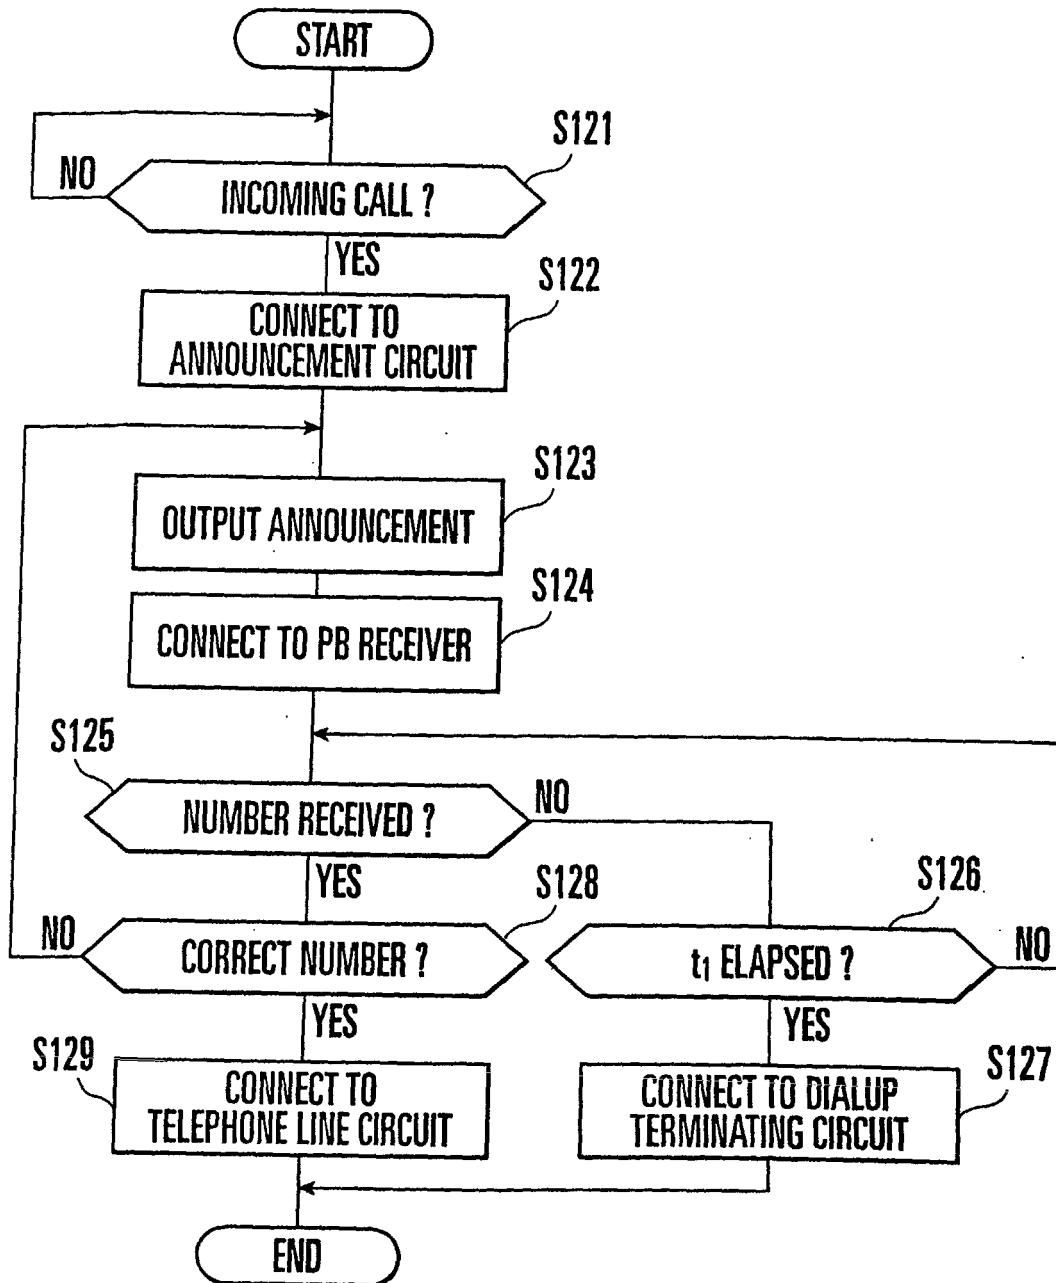 START
S121
NO
INCOMING CALL ?
YES
S122
CONNECT TO
ANNOUNCEMENT CIRCUIT
S123
OUTPUT ANNOUNCEMENT
S124
CONNECT TO PB RECEIVER
S125
NUMBER RECEIVED ?
NO
YES
S128
S126
NO
CORRECT NUMBER ?
t1 ELAPSED ?
NO
YES
YES
S129
CONNECT TO
TELEPHONE LINE CIRCUIT
CONNECT TO DIALUP
TERMINATING CIRCUIT
S127
END